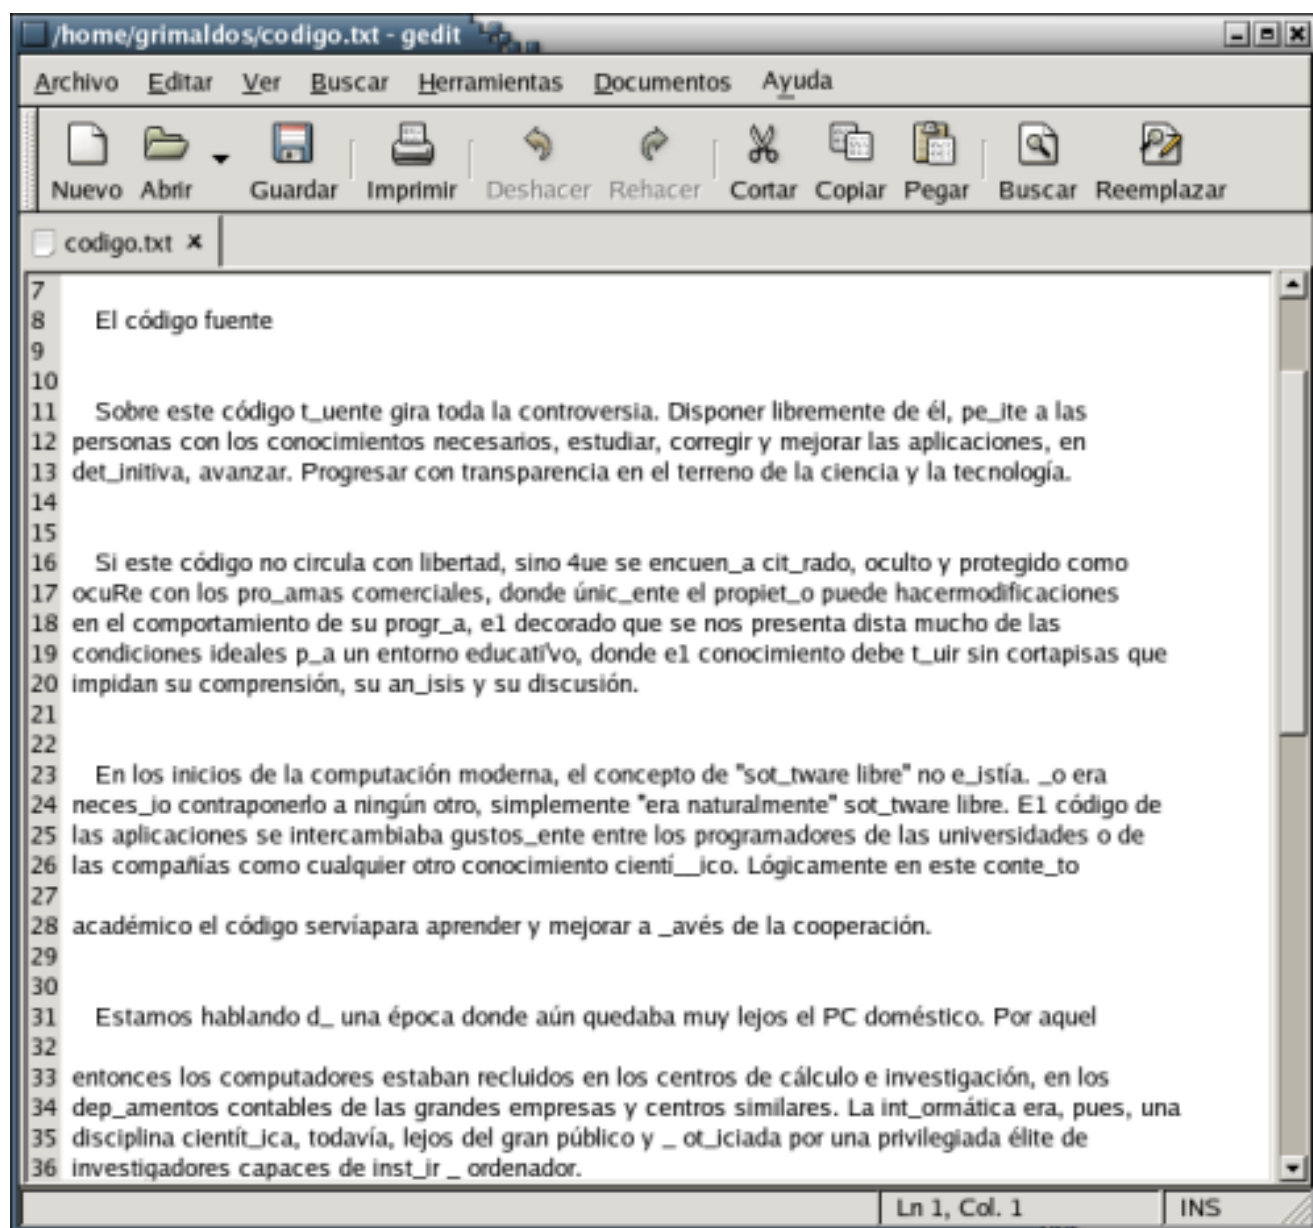 /home/grimaldos/codigo.txt - gedit
Archivo Editar Ver Buscar Herramientas Documentos Ayuda
Nuevo Abrir Guardar Imprimir Deshacer Rehacer Cortar Copiar Pegar Buscar Reemplazar
codigo.txt
7
8 El código fuente
9
10
11 Sobre este código t_uente gira toda la controversia. Disponer libremente de él, pe_ite a las
12 personas con los conocimientos necesarios, estudiar, corregir y mejorar las aplicaciones, en
13 det_initiva, avanzar. Progresar con transparencia en el terreno de la ciencia y la tecnología.
14
15
16 Si este código no circula con libertad, sino 4ue se encuen_a cit_rado, oculto y protegido como
17 ocuRe con los pro_amas comerciales, donde únic_ente el propiet_o puede hacermodificaciones
18 en el comportamiento de su progr_a, e1 decorado que se nos presenta dista mucho de las
19 condiciones ideales p_a un entorno educati'vo, donde e1 conocimiento debe t_uir sin cortapisas que
20 impidan su comprensión, su an_isis y su discusión.
21
22
23 En los inicios de la computación moderna, el concepto de "sot_tware libre" no e_istía. _o era
24 neces_io contraponerlo a ningún otro, simplemente "era naturalmente" sot_tware libre. E1 código de
25 las aplicaciones se intercambiaba gustos_ente entre los programadores de las universidades o de
26 las compañías como cualquier otro conocimiento cientí__ico. Lógicamente en este conte_to
27
28 académico el código servíapara aprender y mejorar a _avés de la cooperación.
29
30
31 Estamos hablando d_ una época donde aún quedaba muy lejos el PC doméstico. Por aquel
32
33 entonces los computadores estaban recluidos en los centros de cálculo e investigación, en los
34 dep_amentos contables de las grandes empresas y centros similares. La int_ormática era, pues, una
35 disciplina cientít_ica, todavía, lejos del gran público y _ ot_iciada por una privilegiada élite de
36 investigadores capaces de inst_ir _ ordenador.
Ln 1, Col. 1 INS